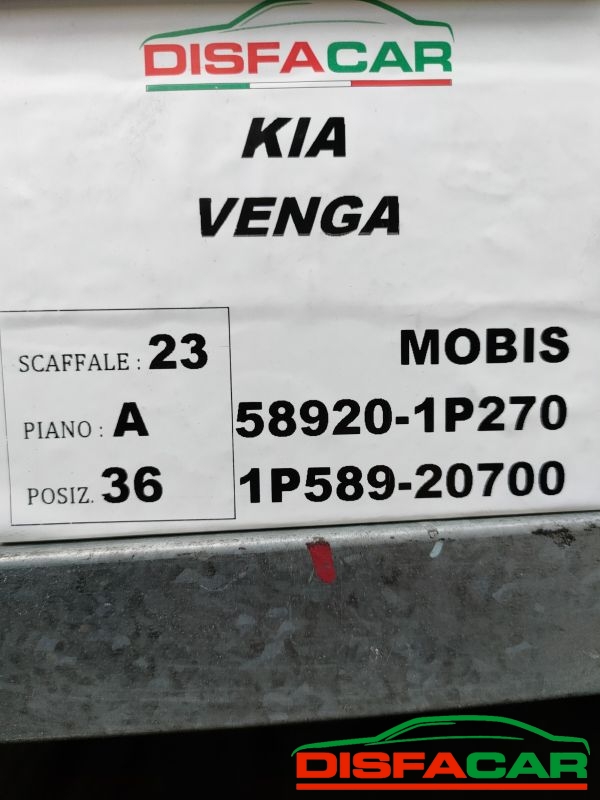 DISFACAR
KIA
VENGA
SCAFFALE : 23
PIANO : A
POSIZ. 36
MOBIS
58920-1P270
1P589-20700
DISFACAR